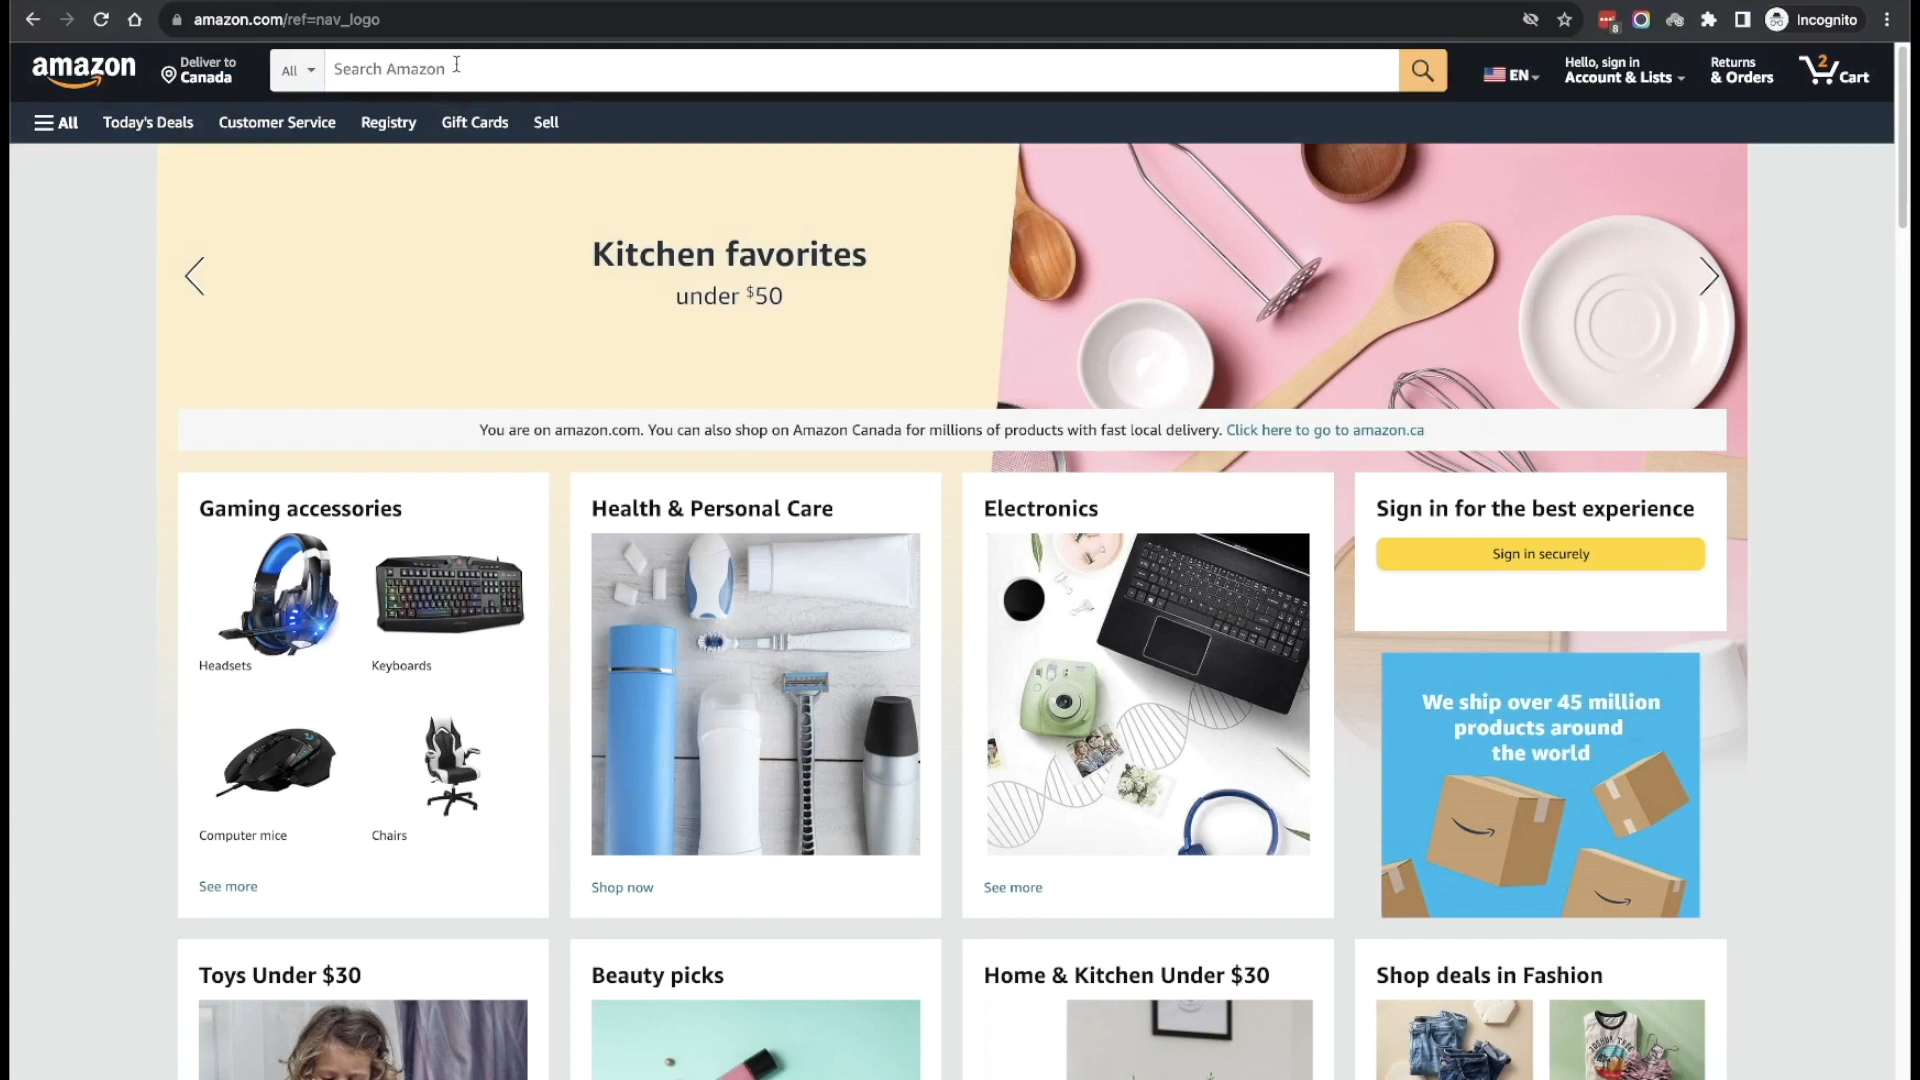 amazon.com/ref=nav_logo
8
Incognito
amazon
Deliver to
Canada
All
Search Amazon
EN
Hello, sign in
Account & Lists
Returns
& Orders
2
Cart
All
Today's Deals
Customer Service
Registry
Gift Cards
Sell
Kitchen favorites
under $50
You are on amazon.com. You can also shop on Amazon Canada for millions of products with fast local delivery. Click here to go to amazon.ca
Gaming accessories
Headsets
Keyboards
Computer mice
Chairs
See more
Health & Personal Care
Shop now
Electronics
See more
Sign in for the best experience
Sign in securely
We ship over 45 million
products around
the world
Toys Under $30
Beauty picks
Home & Kitchen Under $30
Shop deals in Fashion
JOSHUA TREE